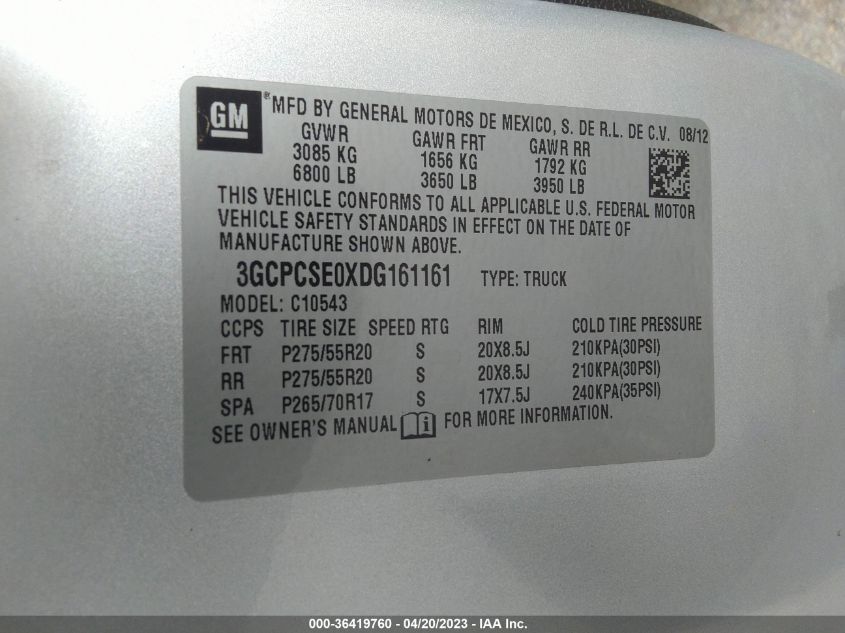 GM ® MFD BY GENERAL MOTORS DE MEXICO, S. DE R.L. DE C.V. 08/12
GVWR GAWR FRT GAWR RR
3085 KG 1656 KG 1792 KG
6800 LB 3650 LB 3950 LB
THIS VEHICLE CONFORMS TO ALL APPLICABLE U.S. FEDERAL MOTOR
VEHICLE SAFETY STANDARDS IN EFFECT ON THE DATE OF
MANUFACTURE SHOWN ABOVE.
3GCPCSE0XDG161161 TYPE: TRUCK
MODEL: C10543
CCPS TIRE SIZE SPEED RTG RIM COLD TIRE PRESSURE
FRT P275/55R20 S 20X8.5J 210KPA(30PSI)
RR P275/55R20 S 20X8.5J 210KPA(30PSI)
SPA P265/70R17 S 17X7.5J 240KPA(35PSI)
SEE OWNER'S MANUAL i FOR MORE INFORMATION.
000-36419760 - 04/20/2023 - IAA Inc.